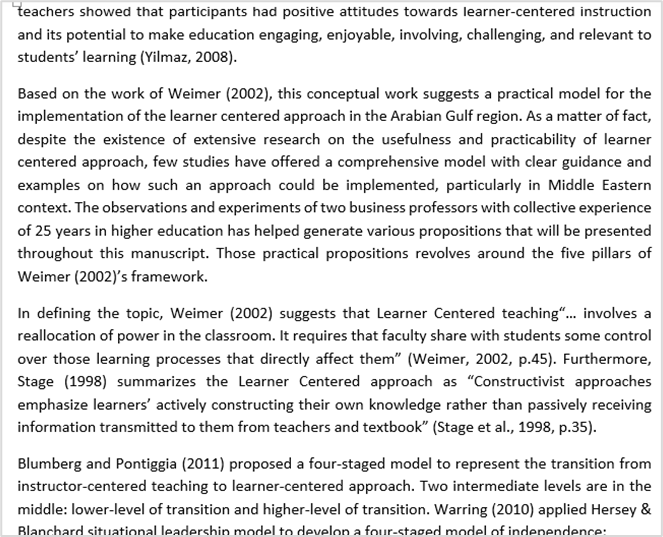 teachers showed that participants had positive attitudes towards learner-centered instruction
and its potential to make education engaging, enjoyable, involving, challenging, and relevant to
students’ learning (Yilmaz, 2008).
Based on the work of Weimer (2002), this conceptual work suggests a practical model for the
implementation of the learner centered approach in the Arabian Gulf region. As a matter of fact,
despite the existence of extensive research on the usefulness and practicability of learner
centered approach, few studies have offered a comprehensive model with clear guidance and
examples on how such an approach could be implemented, particularly in Middle Eastern
context. The observations and experiments of two business professors with collective experience
of 25 years in higher education has helped generate various propositions that will be presented
throughout this manuscript. Those practical propositions revolves around the five pillars of
Weimer (2002)’s framework.
In defining the topic, Weimer (2002) suggests that Learner Centered teaching“… involves a
reallocation of power in the classroom. It requires that faculty share with students some control
over those learning processes that directly affect them” (Weimer, 2002, p.45). Furthermore,
Stage (1998) summarizes the Learner Centered approach as “Constructivist approaches
emphasize learners’ actively constructing their own knowledge rather than passively receiving
information transmitted to them from teachers and textbook” (Stage et al., 1998, p.35).
Blumberg and Pontiggia (2011) proposed a four-staged model to represent the transition from
instructor-centered teaching to learner-centered approach. Two intermediate levels are in the
middle: lower-level of transition and higher-level of transition. Warring (2010) applied Hersey &
Blanchard situational leadership model to develop a four-staged model of independence: